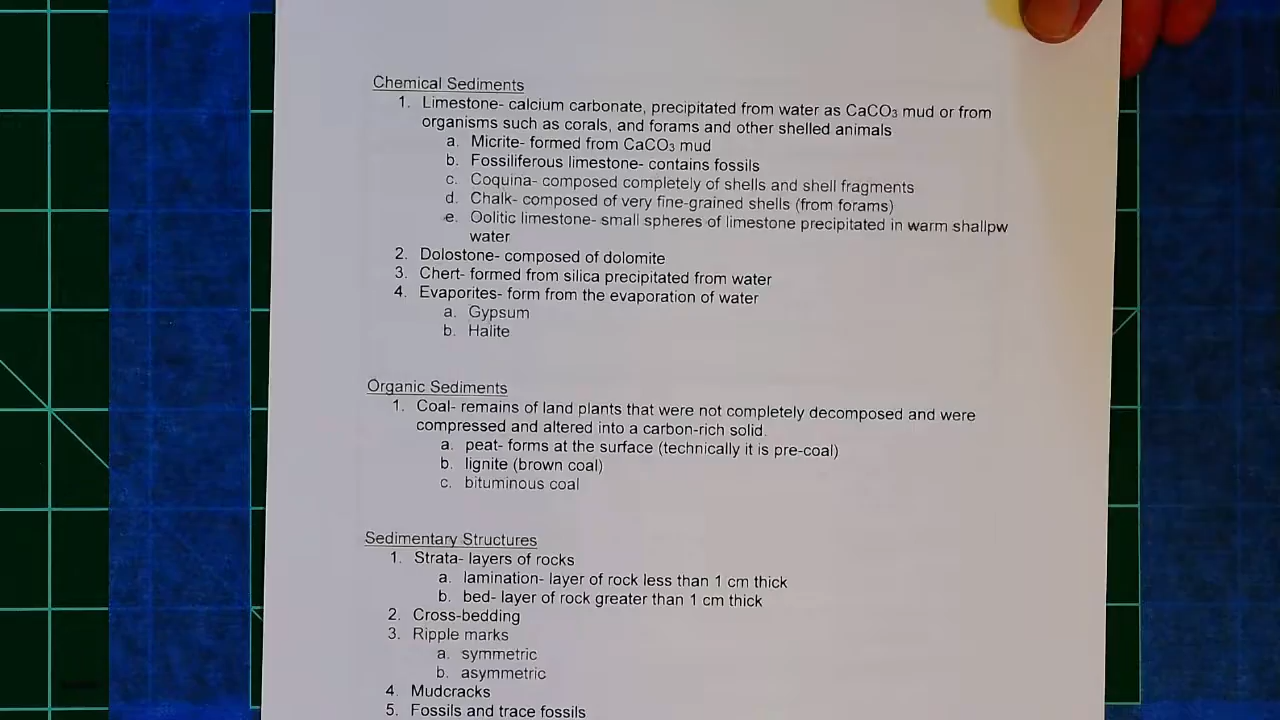 Chemical Sediments
1. Limestone- calcium carbonate, precipitated from water as CaCO₃ mud or from
organisms such as corals, and forams and other shelled animals
a. Micrite- formed from CaCO₃ mud
b. Fossiliferous limestone- contains fossils
c. Coquina- composed completely of shells and shell fragments
d. Chalk- composed of very fine-grained shells (from forams)
e. Oolitic limestone- small spheres of limestone precipitated in warm shallpw
water
2. Dolostone- composed of dolomite
3. Chert- formed from silica precipitated from water
4. Evaporites- form from the evaporation of water
a. Gypsum
b. Halite
Organic Sediments
1. Coal- remains of land plants that were not completely decomposed and were
compressed and altered into a carbon-rich solid.
a. peat- forms at the surface (technically it is pre-coal)
b. lignite (brown coal)
c. bituminous coal
Sedimentary Structures
1. Strata- layers of rocks
a. lamination- layer of rock less than 1 cm thick
b. bed- layer of rock greater than 1 cm thick
2. Cross-bedding
3. Ripple marks
a. symmetric
b. asymmetric
4. Mudcracks
5. Fossils and trace fossils